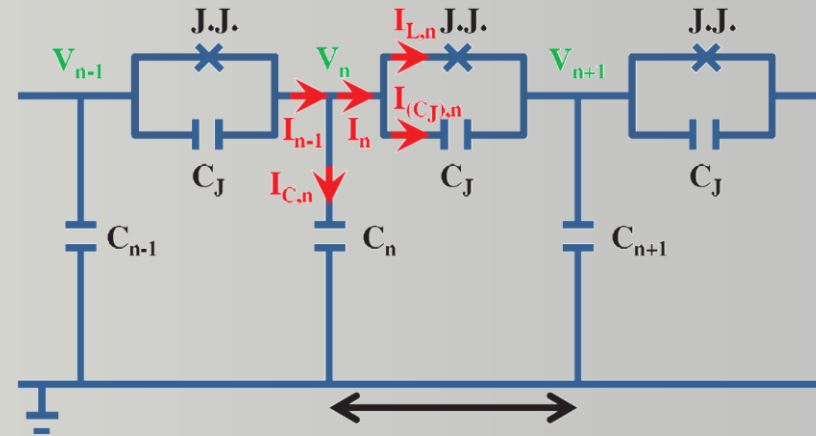 J.J.
I_{L,n}
J.J.
J.J.
V_{n-1}
V_n
V_{n+1}
I_{(C_J),n}
I_{n-1}
I_n
C_J
I_{C,n}
C_J
C_J
C_{n-1}
C_n
C_{n+1}